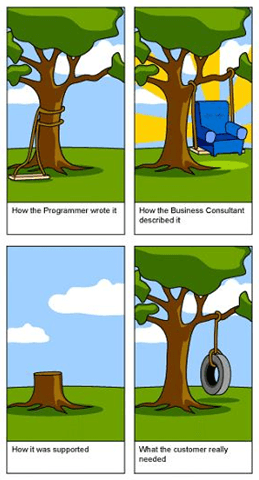 How the Programmer wrote it
How the Business Consultant
described it
How it was supported
What the customer really
needed